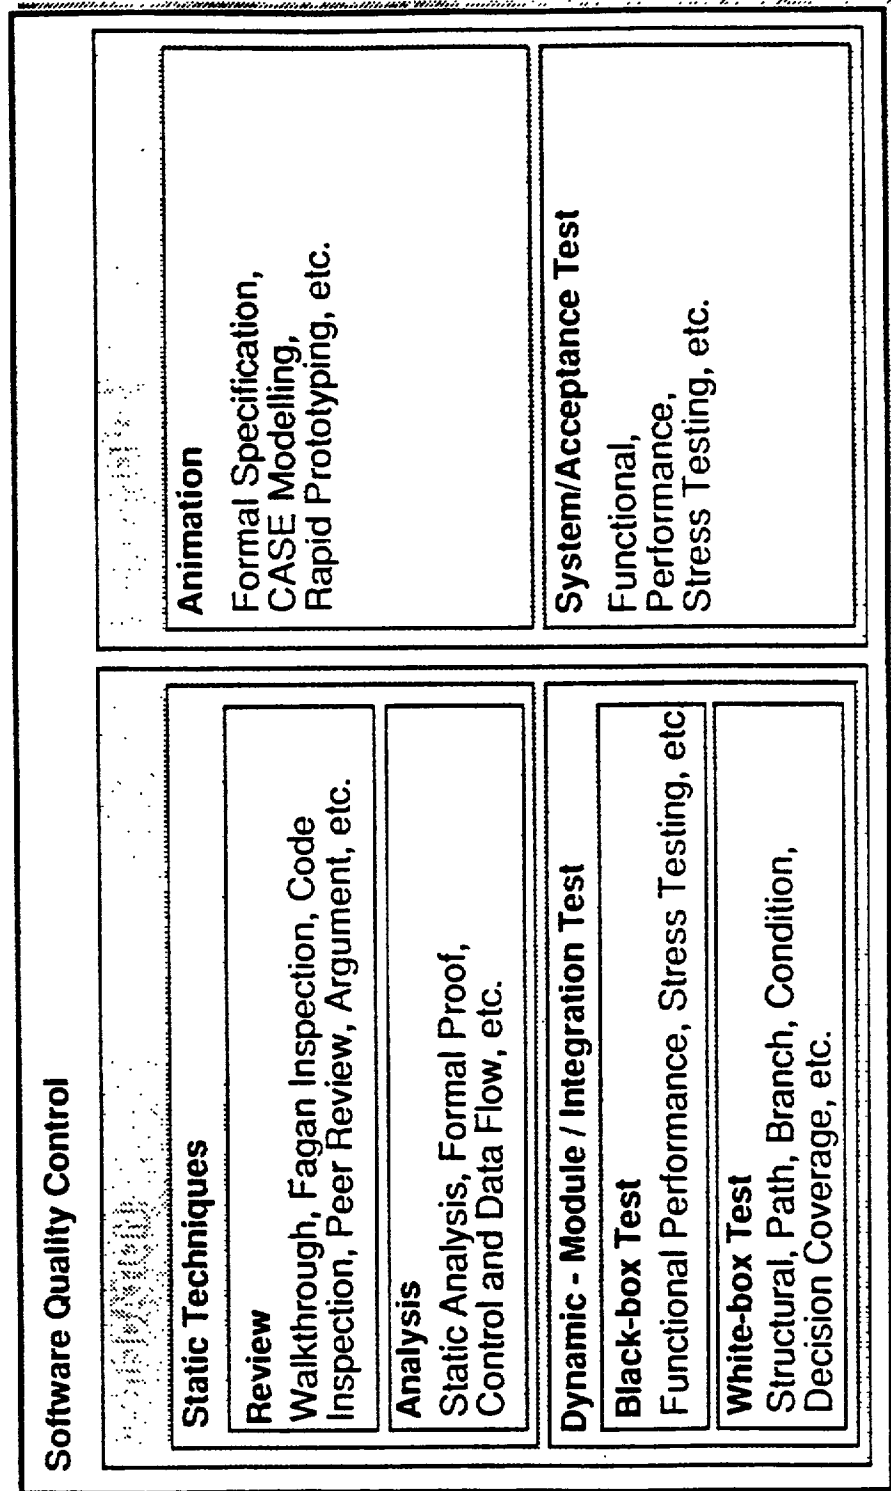 Software Quality Control
Static Techniques
Review
Walkthrough, Fagan Inspection, Code
Inspection, Peer Review, Argument, etc.
Analysis
Static Analysis, Formal Proof,
Control and Data Flow, etc.
Dynamic - Module / Integration Test
Black-box Test
Functional Performance, Stress Testing, etc
White-box Test
Structural, Path, Branch, Condition,
Decision Coverage, etc.
Animation
Formal Specification,
CASE Modelling,
Rapid Prototyping, etc.
System/Acceptance Test
Functional,
Performance,
Stress Testing, etc.